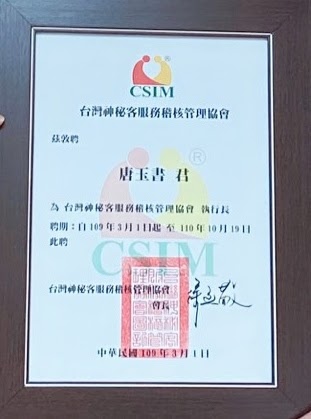 CSIM
台灣神秘客服務稽核管理協會
茲敦聘
唐玉書 君
為 台灣神秘客服務稽核管理協會 執行長
聘期：自109年3月1日起 至 110年10月19日
此聘
CSIM
台灣神秘客服務稽核管理協會
會長
中華民國 109年3月1日